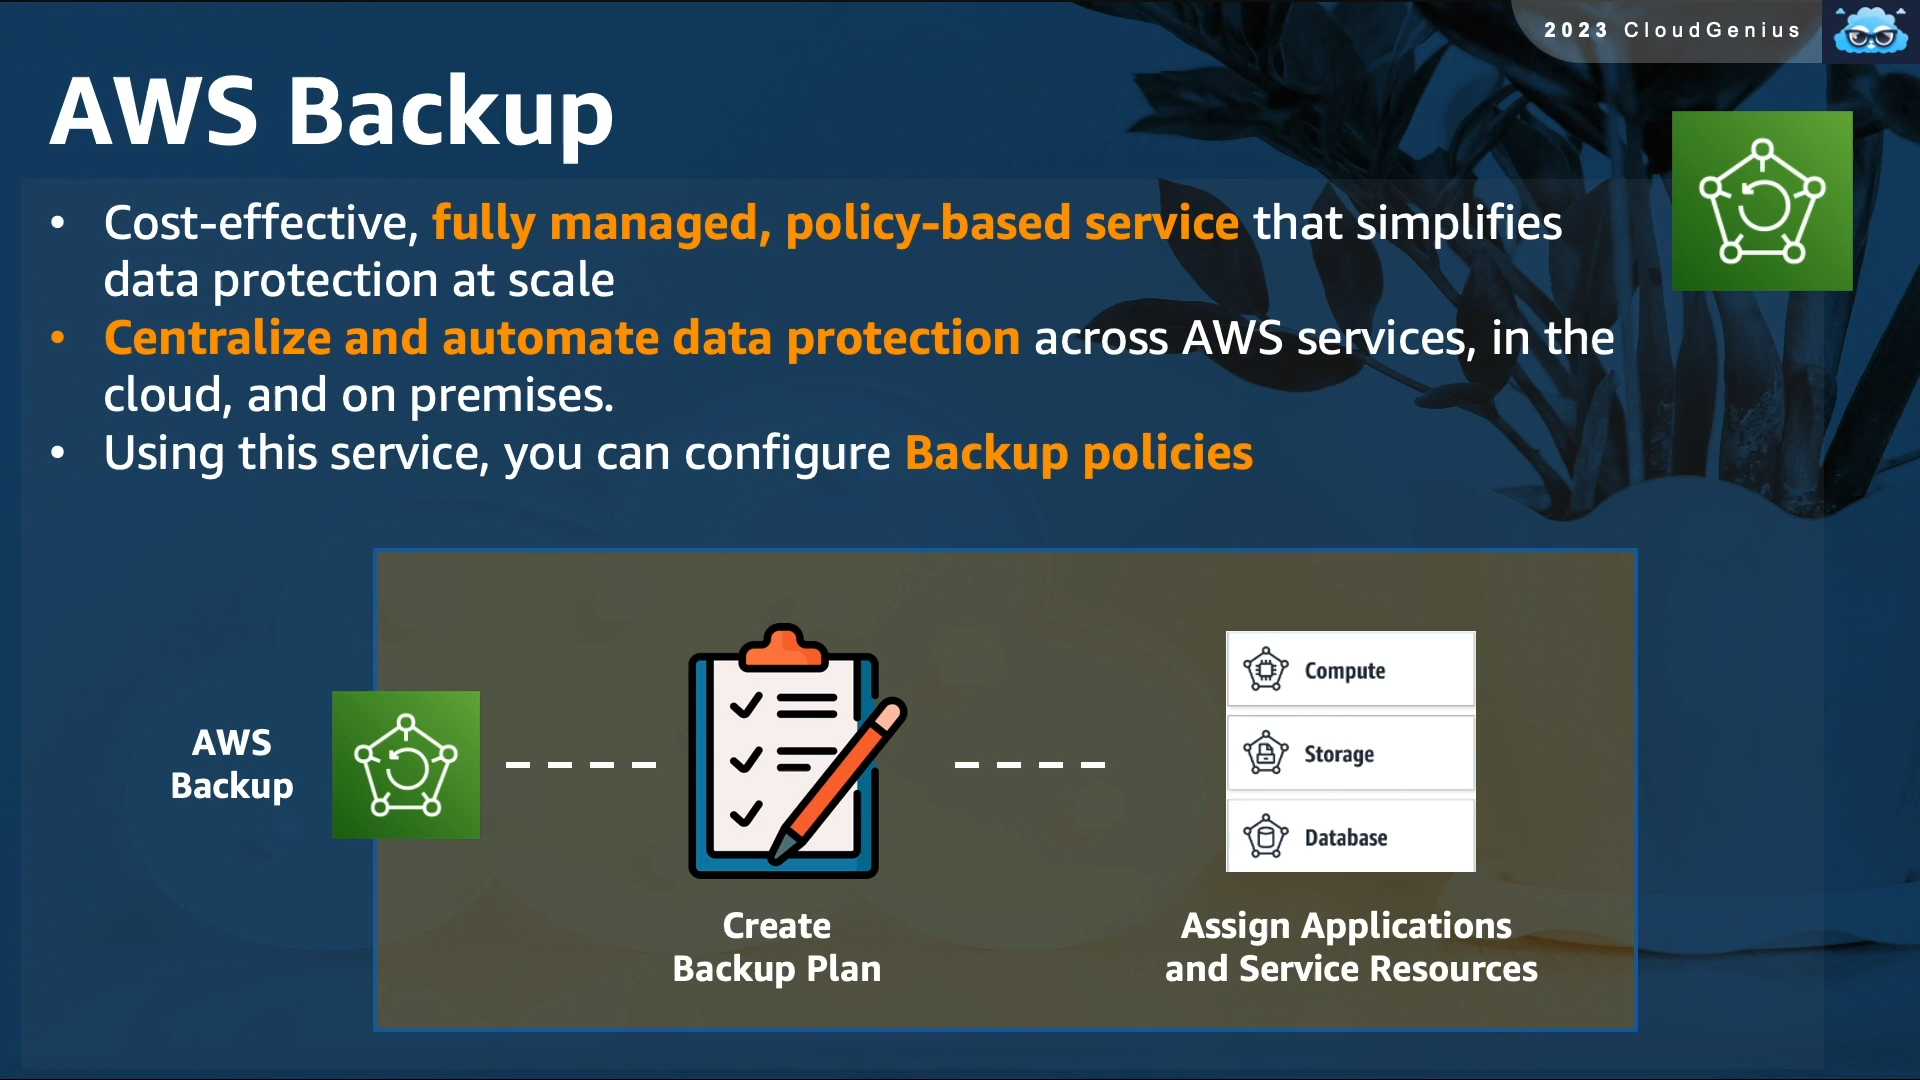 2023 CloudGenius
AWS Backup
• Cost-effective, fully managed, policy-based service that simplifies
data protection at scale
• Centralize and automate data protection across AWS services, in the
cloud, and on premises.
• Using this service, you can configure Backup policies
AWS
Backup
Create
Backup Plan
Compute
Storage
Database
Assign Applications
and Service Resources